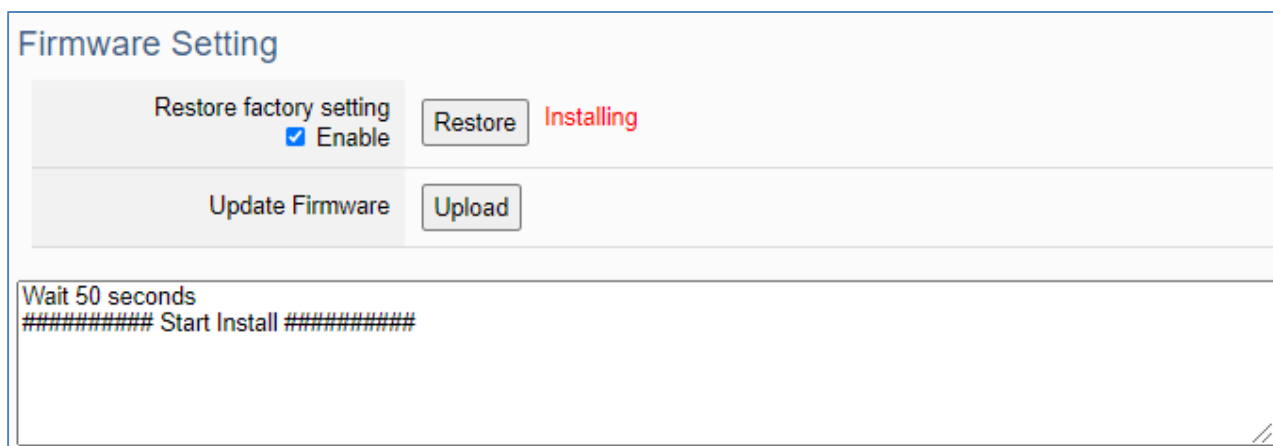 Firmware Setting
Restore factory setting
Enable
Restore
Installing
Update Firmware
Upload
Wait 50 seconds
########## Start Install ##########